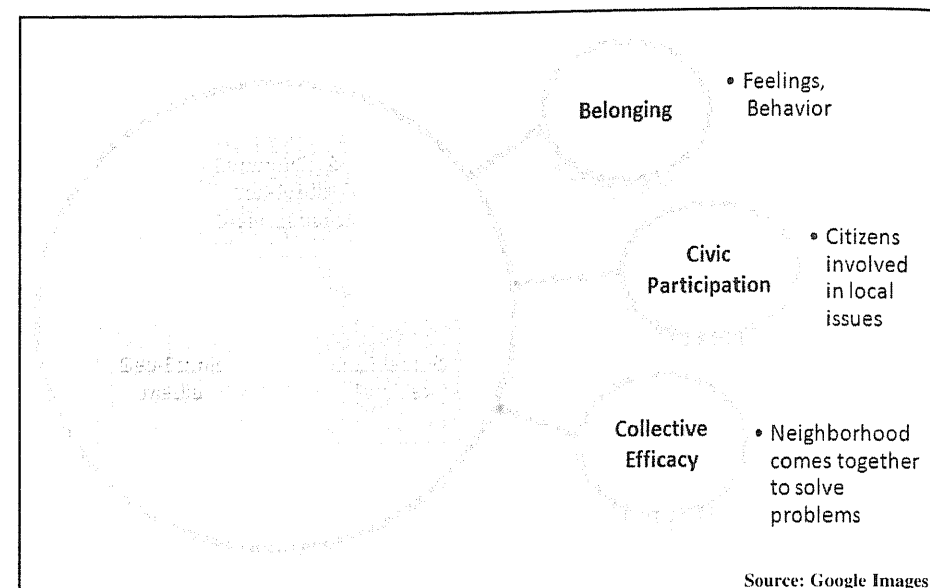 Belonging
• Feelings,
Behavior
Civic
Participation
• Citizens
involved
in local
issues
Collective
Efficacy
• Neighborhood
comes together
to solve
problems
Source: Google Images